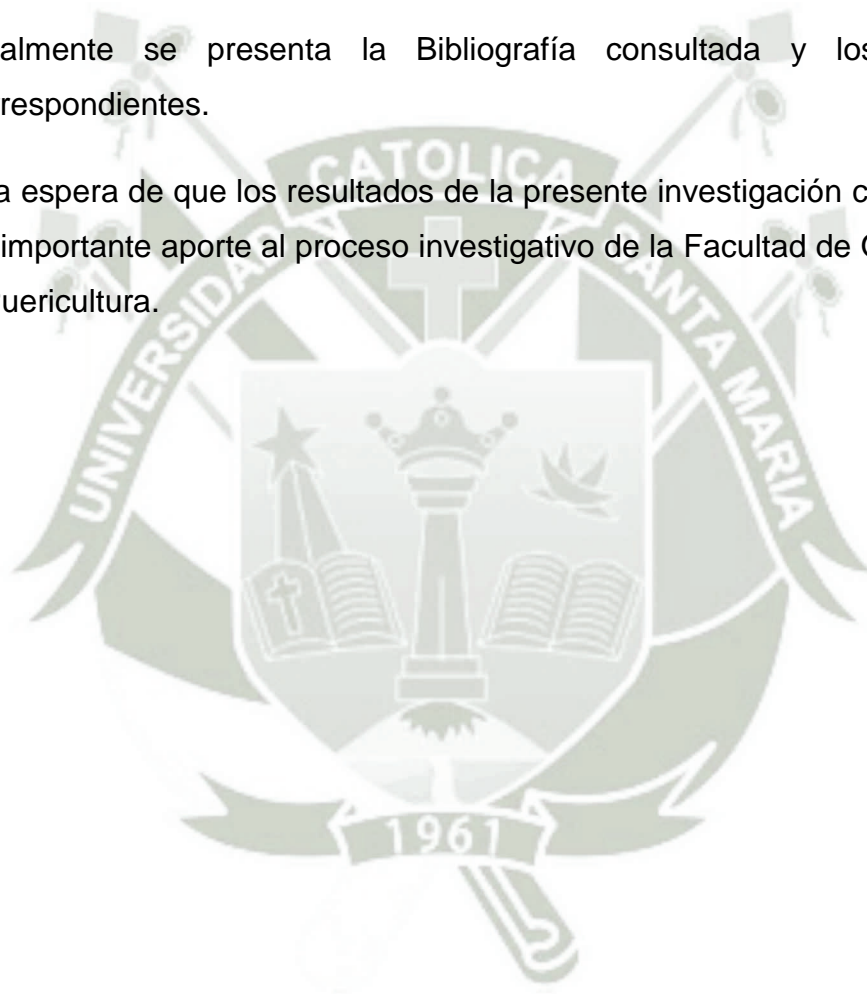 almente se presenta la Bibliografía consultada y los
respondientes.
a espera de que los resultados de la presente investigación c
importante aporte al proceso investigativo de la Facultad de
uericultura.
UNIVERSIDAD CATOLICA SANTA MARIA
1961